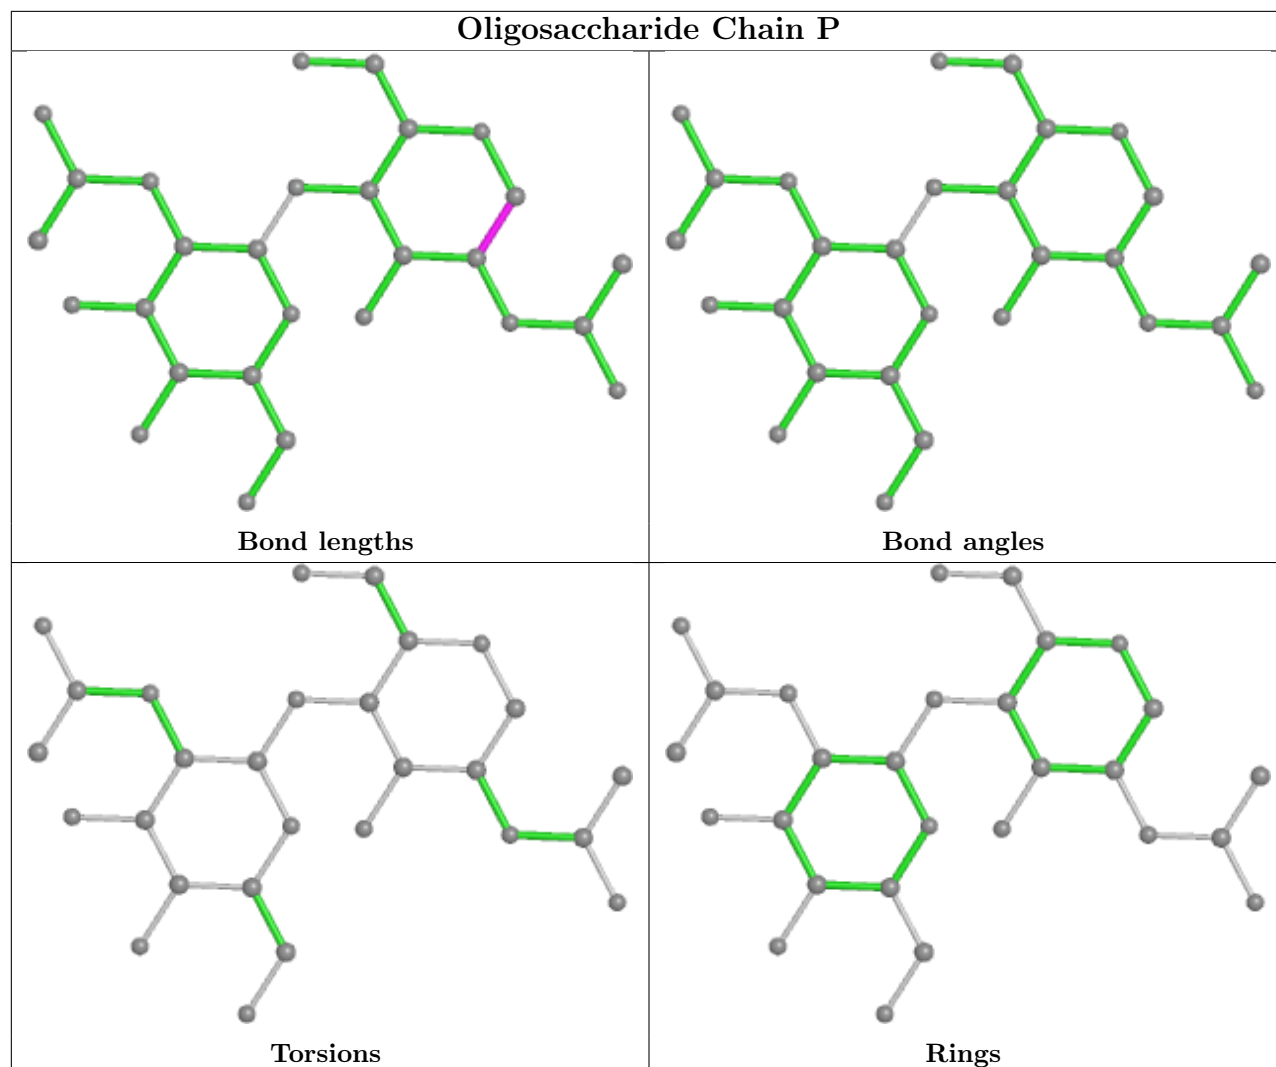 Oligosaccharide Chain P
Bond lengths
Bond angles
Torsions
Rings